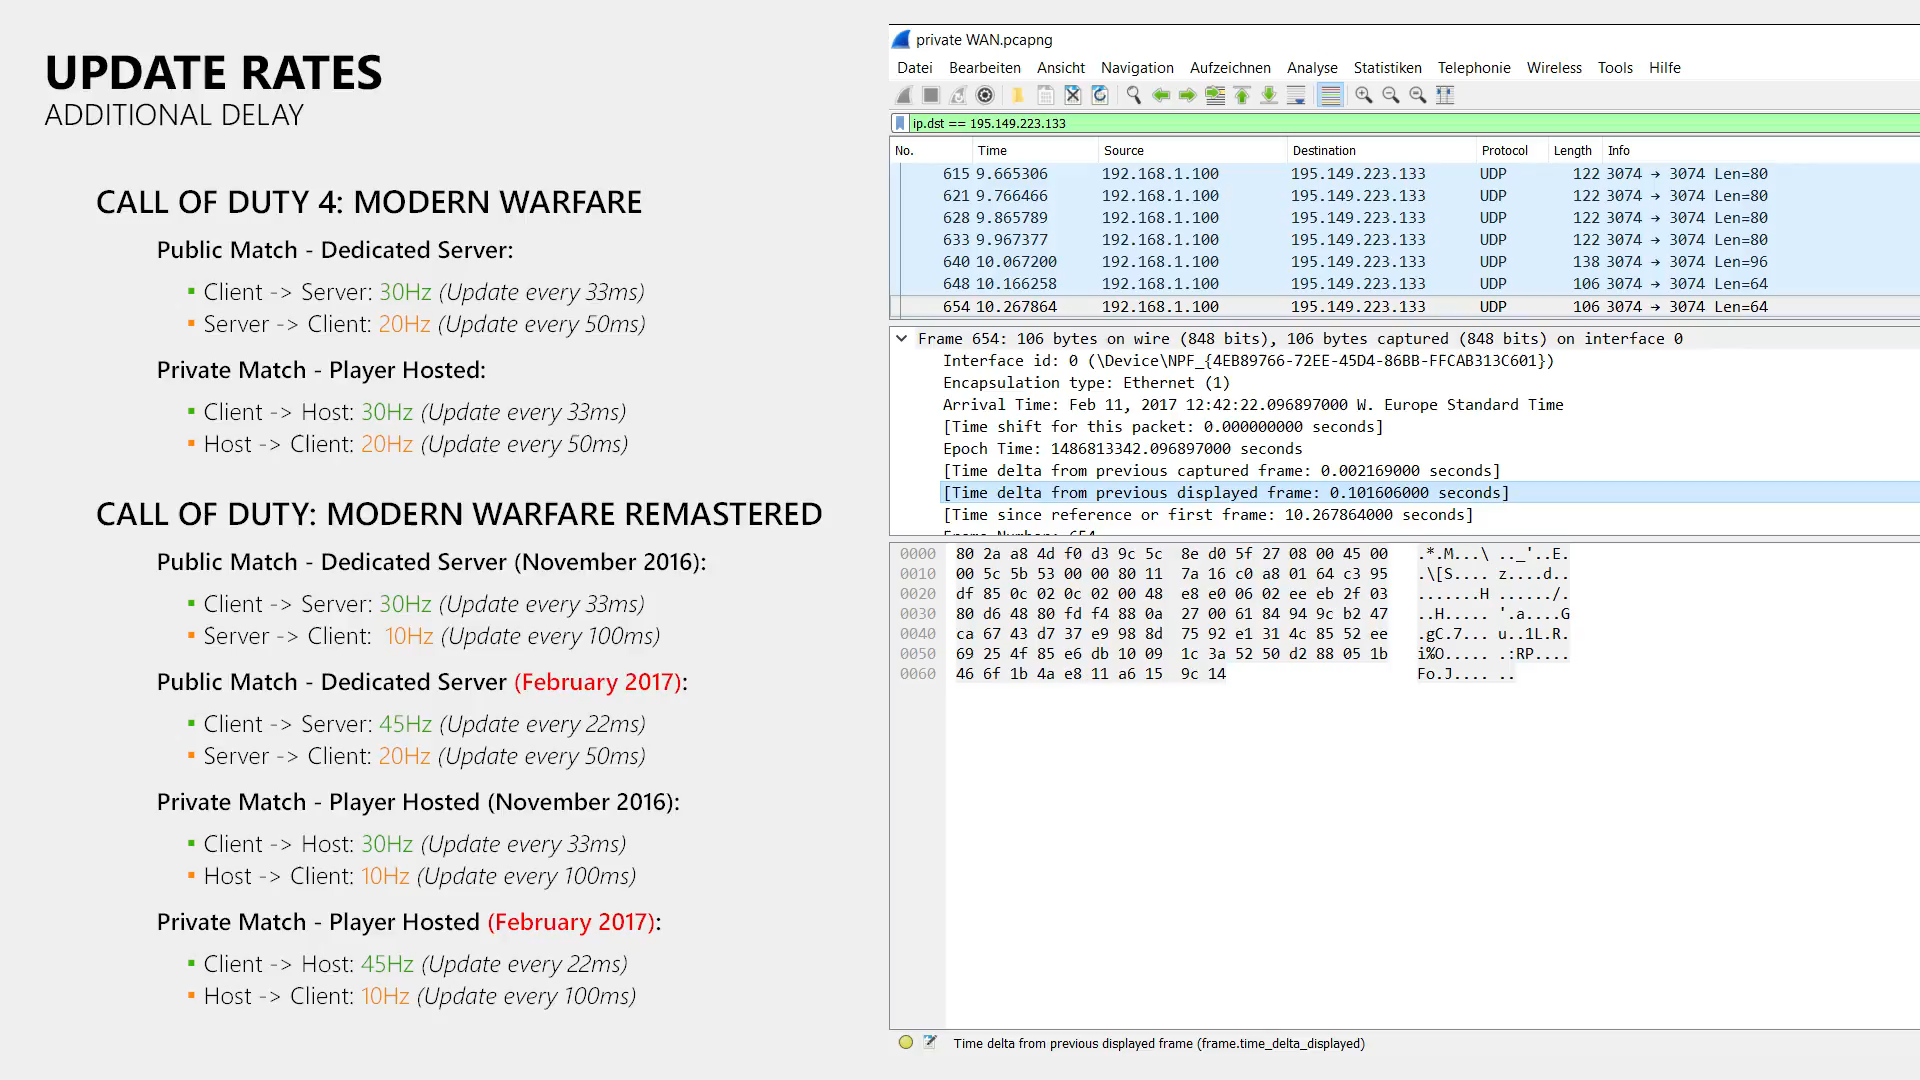 UPDATE RATES
ADDITIONAL DELAY
CALL OF DUTY 4: MODERN WARFARE
Public Match - Dedicated Server:
▪ Client -> Server: 30Hz (Update every 33ms)
▪ Server -> Client: 20Hz (Update every 50ms)
Private Match - Player Hosted:
▪ Client -> Host: 30Hz (Update every 33ms)
▪ Host -> Client: 20Hz (Update every 50ms)
CALL OF DUTY: MODERN WARFARE REMASTERED
Public Match - Dedicated Server (November 2016):
▪ Client -> Server: 30Hz (Update every 33ms)
▪ Server -> Client: 10Hz (Update every 100ms)
Public Match - Dedicated Server (February 2017):
▪ Client -> Server: 45Hz (Update every 22ms)
▪ Server -> Client: 20Hz (Update every 50ms)
Private Match - Player Hosted (November 2016):
▪ Client -> Host: 30Hz (Update every 33ms)
▪ Host -> Client: 10Hz (Update every 100ms)
Private Match - Player Hosted (February 2017):
▪ Client -> Host: 45Hz (Update every 22ms)
▪ Host -> Client: 10Hz (Update every 100ms)
private WAN.pcapng
Datei Bearbeiten Ansicht Navigation Aufzeichnen Analyse Statistiken Telephonie Wireless Tools Hilfe
ip.dst == 195.149.223.133
No. Time Source Destination Protocol Length Info
615 9.665306 192.168.1.100 195.149.223.133 UDP 122 3074 → 3074 Len=80
621 9.766466 192.168.1.100 195.149.223.133 UDP 122 3074 → 3074 Len=80
628 9.865789 192.168.1.100 195.149.223.133 UDP 122 3074 → 3074 Len=80
633 9.967377 192.168.1.100 195.149.223.133 UDP 122 3074 → 3074 Len=80
640 10.067200 192.168.1.100 195.149.223.133 UDP 138 3074 → 3074 Len=96
648 10.166258 192.168.1.100 195.149.223.133 UDP 106 3074 → 3074 Len=64
654 10.267864 192.168.1.100 195.149.223.133 UDP 106 3074 → 3074 Len=64
Frame 654: 106 bytes on wire (848 bits), 106 bytes captured (848 bits) on interface 0
Interface id: 0 (\Device\NPF_{4EB89766-72EE-45D4-86BB-FFCAB313C601})
Encapsulation type: Ethernet (1)
Arrival Time: Feb 11, 2017 12:42:22.096897000 W. Europe Standard Time
[Time shift for this packet: 0.000000000 seconds]
Epoch Time: 1486813342.096897000 seconds
[Time delta from previous captured frame: 0.002169000 seconds]
[Time delta from previous displayed frame: 0.101606000 seconds]
[Time since reference or first frame: 10.267864000 seconds]
Frame Number: 654
0000 80 2a a8 4d f0 d3 9c 5c 8e d0 5f 27 08 00 45 00 .*.M...\ .._'..E.
0010 00 5c 5b 53 00 00 80 11 7a 16 c0 a8 01 64 c3 95 .\[S.... z....d..
0020 df 85 0c 02 0c 02 00 48 e8 e0 06 02 ee eb 2f 03 .......H ....../.
0030 80 d6 48 80 fd f4 88 0a 27 00 61 84 94 9c b2 47 ..H..... '.a....G
0040 ca 67 43 d7 37 e9 98 8d 75 92 e1 31 4c 85 52 ee .gC.7... u..1L.R.
0050 69 25 4f 85 e6 db 10 09 1c 3a 52 50 d2 88 05 1b i%O..... .:RP....
0060 46 6f 1b 4a e8 11 a6 15 9c 14 Fo.J.... ..
Time delta from previous displayed frame (frame.time_delta_displayed)